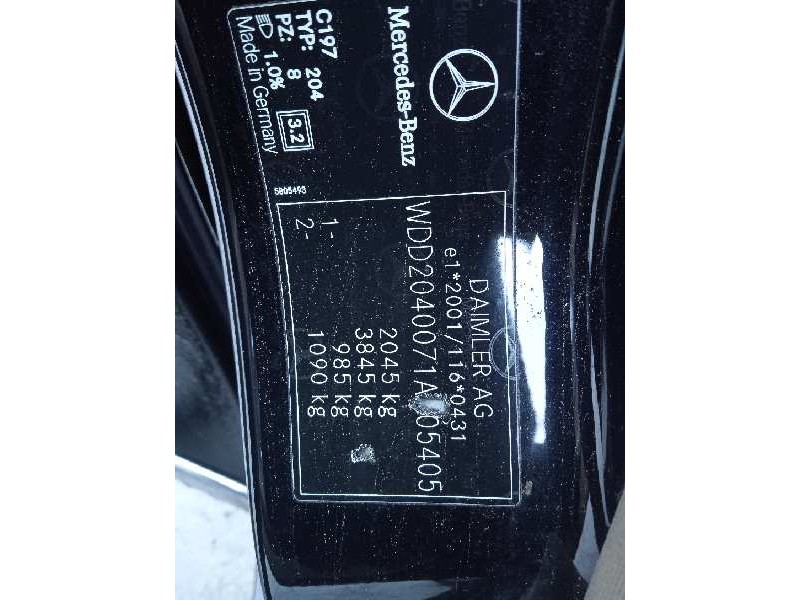 Mercedes-Benz
C197
TYP: 204
PZ: 8
1.0% 3.2
Made in Germany
5805493
DAIMLER AG
e1*2001/116*0431
2045 kg
3845 kg
1- 985 kg
2- 1090 kg